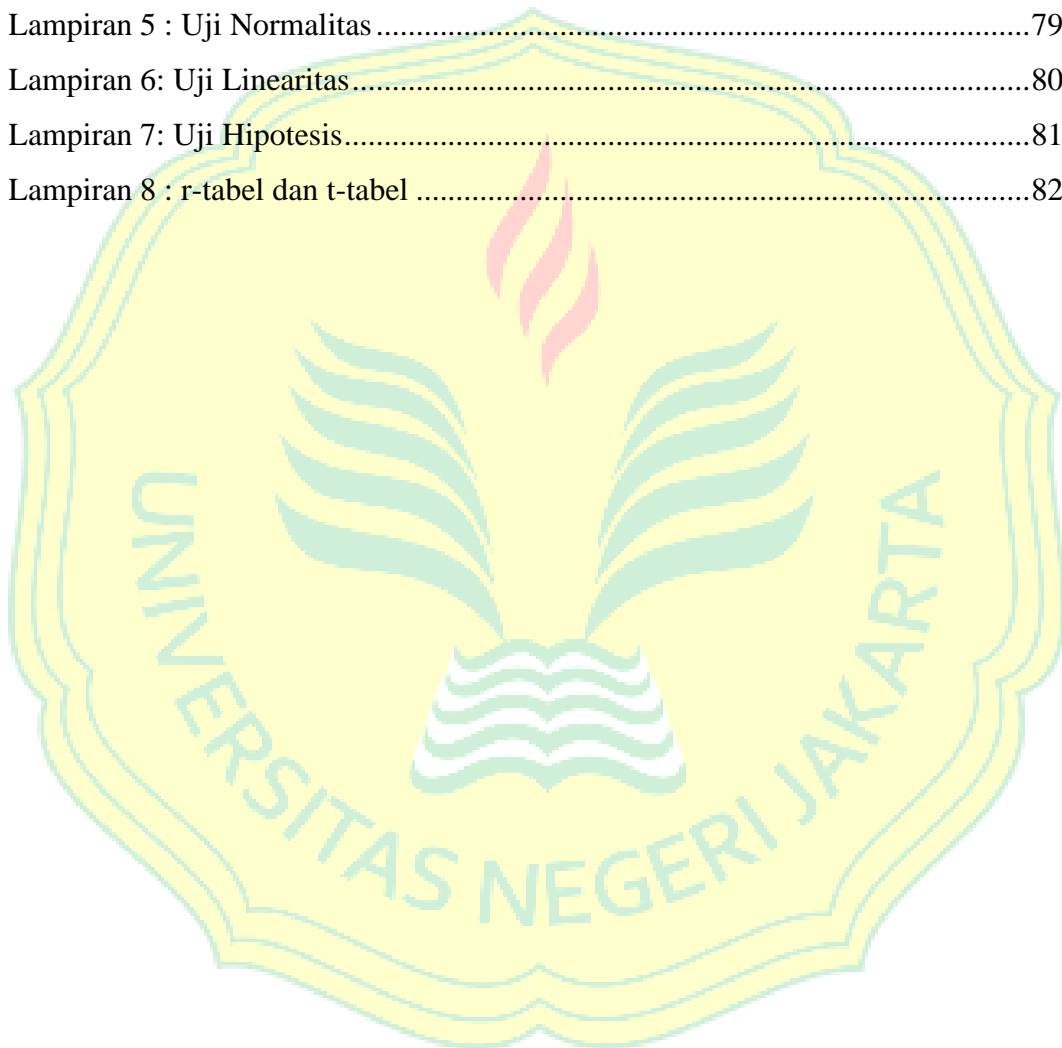 Lampiran 5 : Uji Normalitas ................................................................................... 79
Lampiran 6: Uji Linearitas ...................................................................................... 80
Lampiran 7: Uji Hipotesis ....................................................................................... 81
Lampiran 8 : r-tabel dan t-tabel .............................................................................. 82
UNIVERSITAS NEGERI JAKARTA